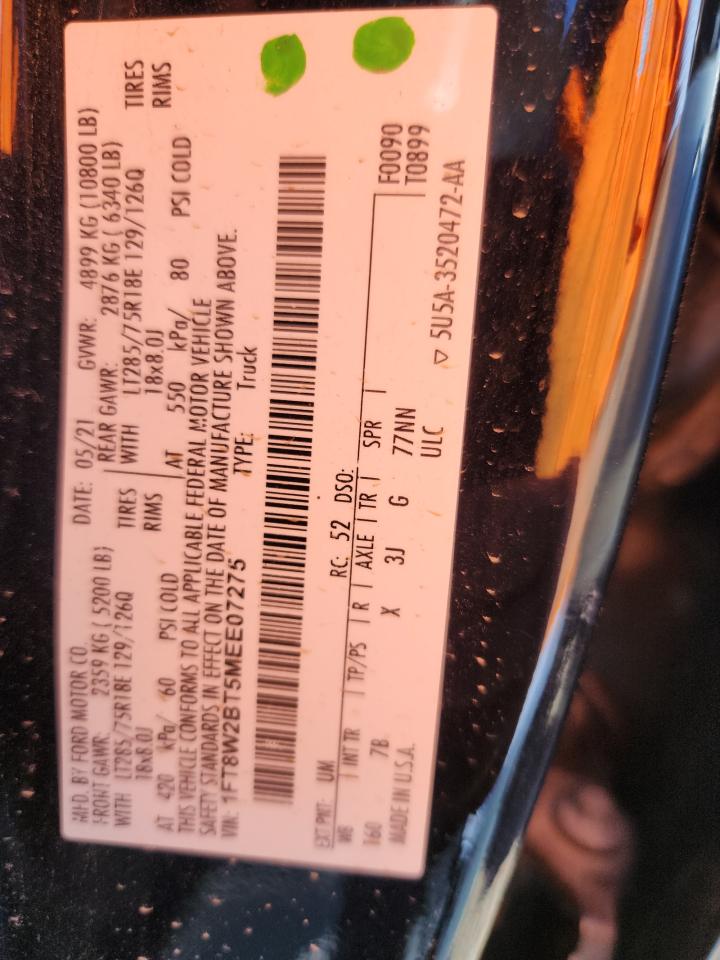 MFD. BY FORD MOTOR CO.
DATE: 05/21 GVWR: 4899 KG (10800 LB)
FRONT GAWR: 2359 KG ( 5200 LB) REAR GAWR: 2876 KG ( 6340 LB)
WITH LT285/75R18E 129/126Q TIRES WITH LT285/75R18E 129/126Q TIRES
18x8.0J RIMS 18x8.0J RIMS
AT 420 kPa/ 60 PSI COLD AT 550 kPa/ 80 PSI COLD
THIS VEHICLE CONFORMS TO ALL APPLICABLE FEDERAL MOTOR VEHICLE
SAFETY STANDARDS IN EFFECT ON THE DATE OF MANUFACTURE SHOWN ABOVE.
VIN: 1FT8W2BT5MEE07275 TYPE: Truck
EXT PNT: UM RC: 52 DSO:
WB | INT TR | TP/PS | R | AXLE | TR | SPR | F0090
160 7B X 3J G 77NN T0899
MADE IN U.S.A. ULC
▽ 5U5A-3520472-AA